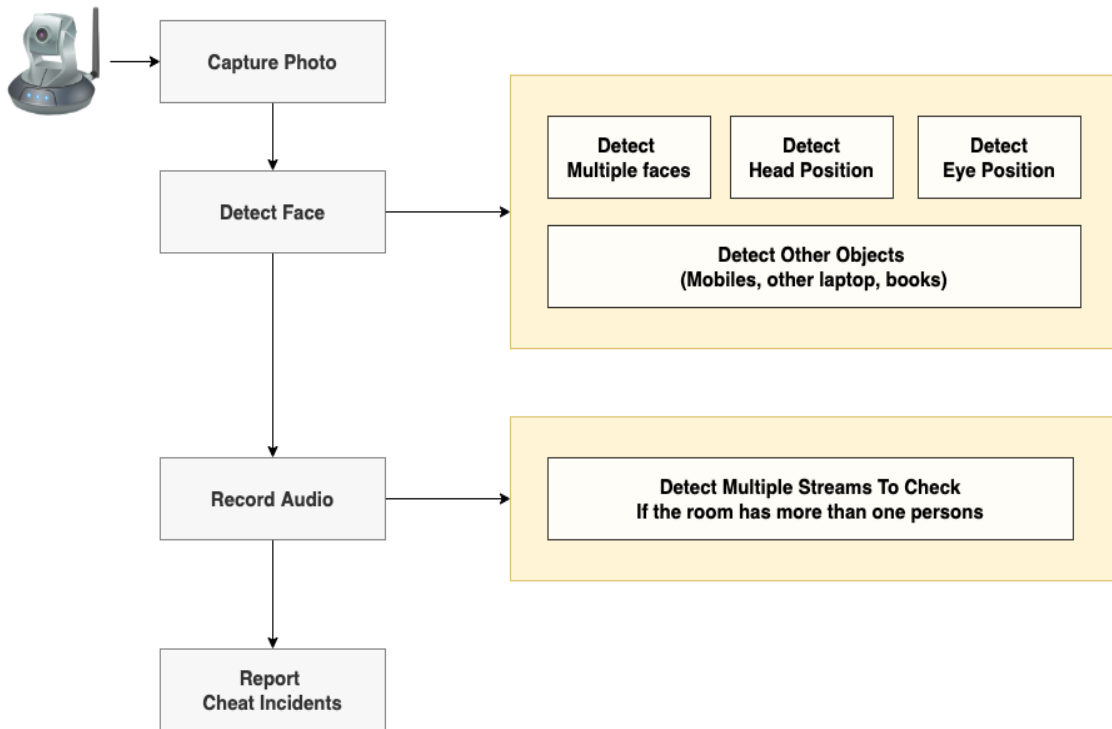 Capture Photo
Detect Face
Detect
Multiple faces
Detect
Head Position
Detect
Eye Position
Detect Other Objects
(Mobiles, other laptop, books)
Record Audio
Detect Multiple Streams To Check
If the room has more than one persons
Report
Cheat Incidents